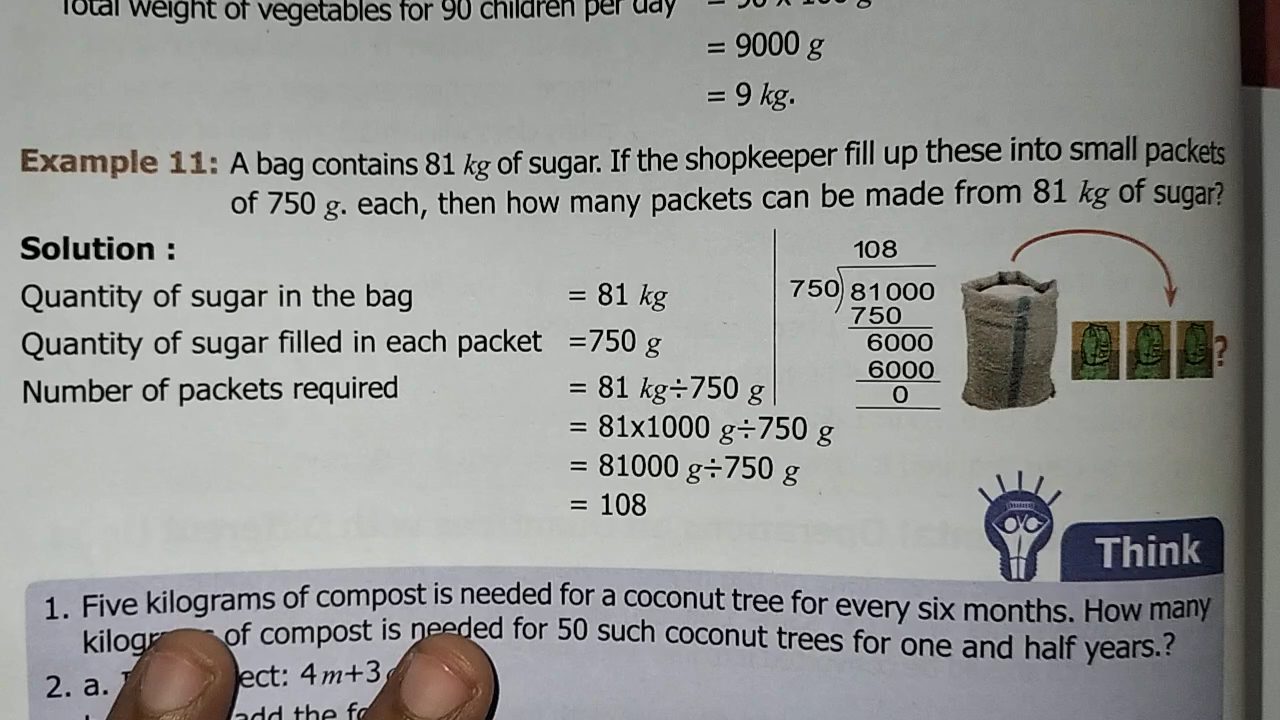 Total weight of vegetables for 90 children per day
= 9000 g
= 9 kg.
Example 11: A bag contains 81 kg of sugar. If the shopkeeper fill up these into small packets
of 750 g. each, then how many packets can be made from 81 kg of sugar?
Solution :
Quantity of sugar in the bag = 81 kg
Quantity of sugar filled in each packet =750 g
Number of packets required = 81 kg÷750 g
= 81x1000 g÷750 g
= 81000 g÷750 g
= 108
108
750)81000
750
6000
6000
0
?
Think
1. Five kilograms of compost is needed for a coconut tree for every six months. How many
of compost is needed for 50 such coconut trees for one and half years.?
2. a. ect: 4m+3
add the